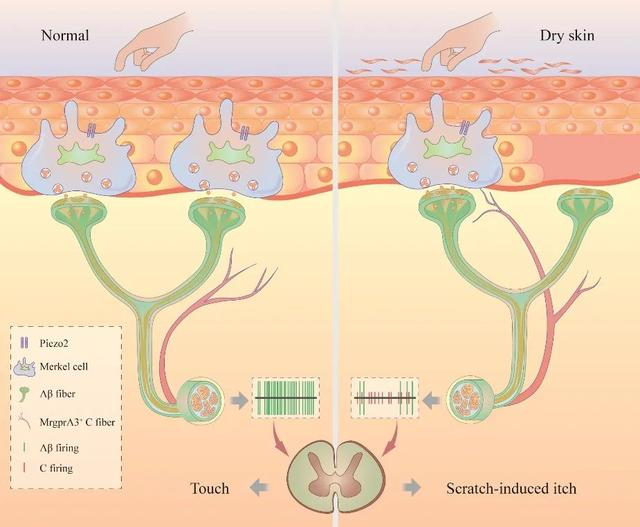 Normal
Dry skin
Piezo2
Merkel cell
Aβ fiber
MrgprA3⁺ C fiber
Aβ firing
C firing
Touch
Scratch-induced itch